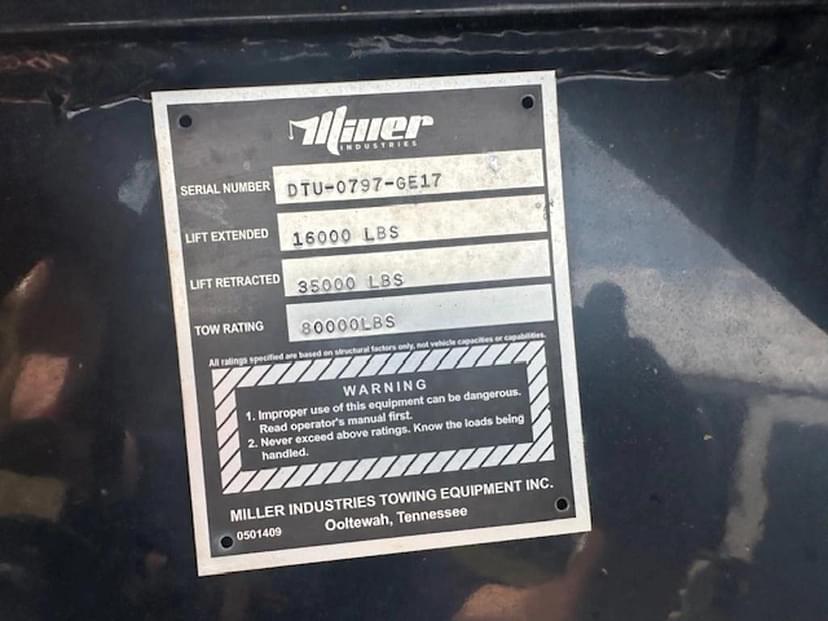 Miller
INDUSTRIES
SERIAL NUMBER DTU-0797-GE17
LIFT EXTENDED 16000 LBS
LIFT RETRACTED 35000 LBS
TOW RATING 80000LBS
All ratings specified are based on structural factors only, not vehicle capacities or capabilities.
WARNING
1. Improper use of this equipment can be dangerous.
Read operator's manual first.
2. Never exceed above ratings. Know the loads being
handled.
MILLER INDUSTRIES TOWING EQUIPMENT INC.
Ooltewah, Tennessee
0501409